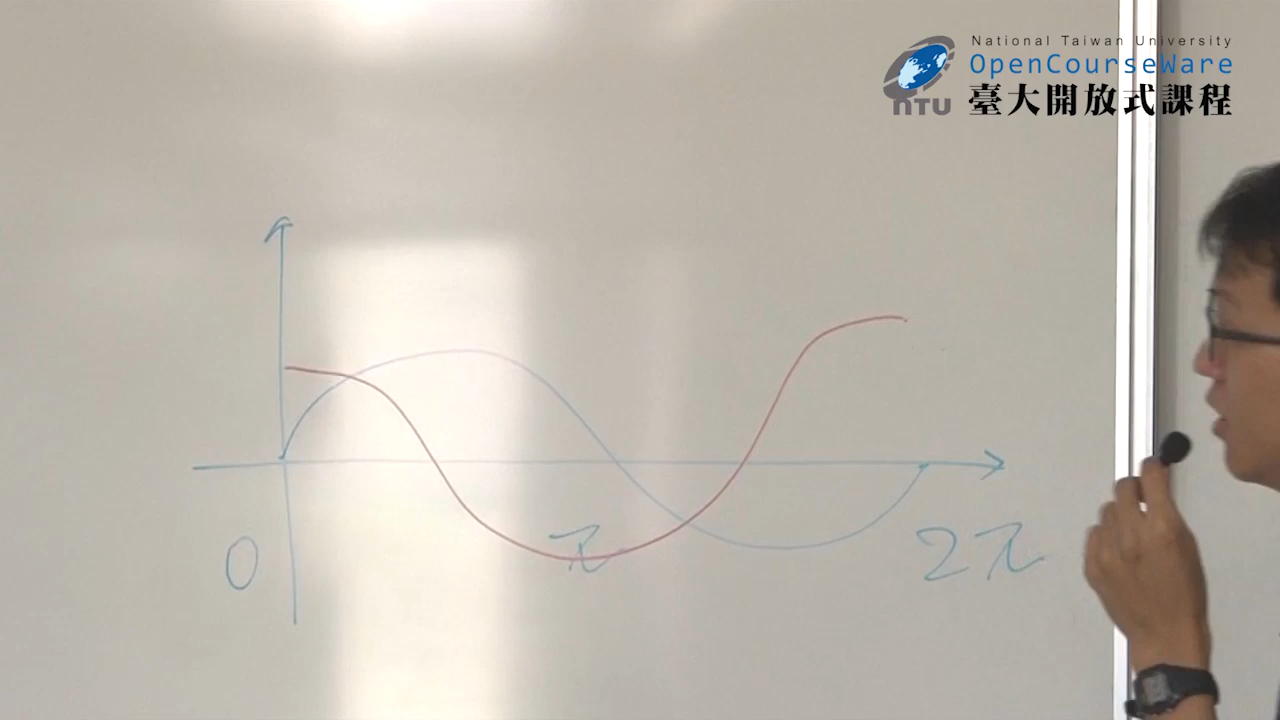 National Taiwan University
OpenCourseWare
NTU 臺大開放式課程
0 π 2π